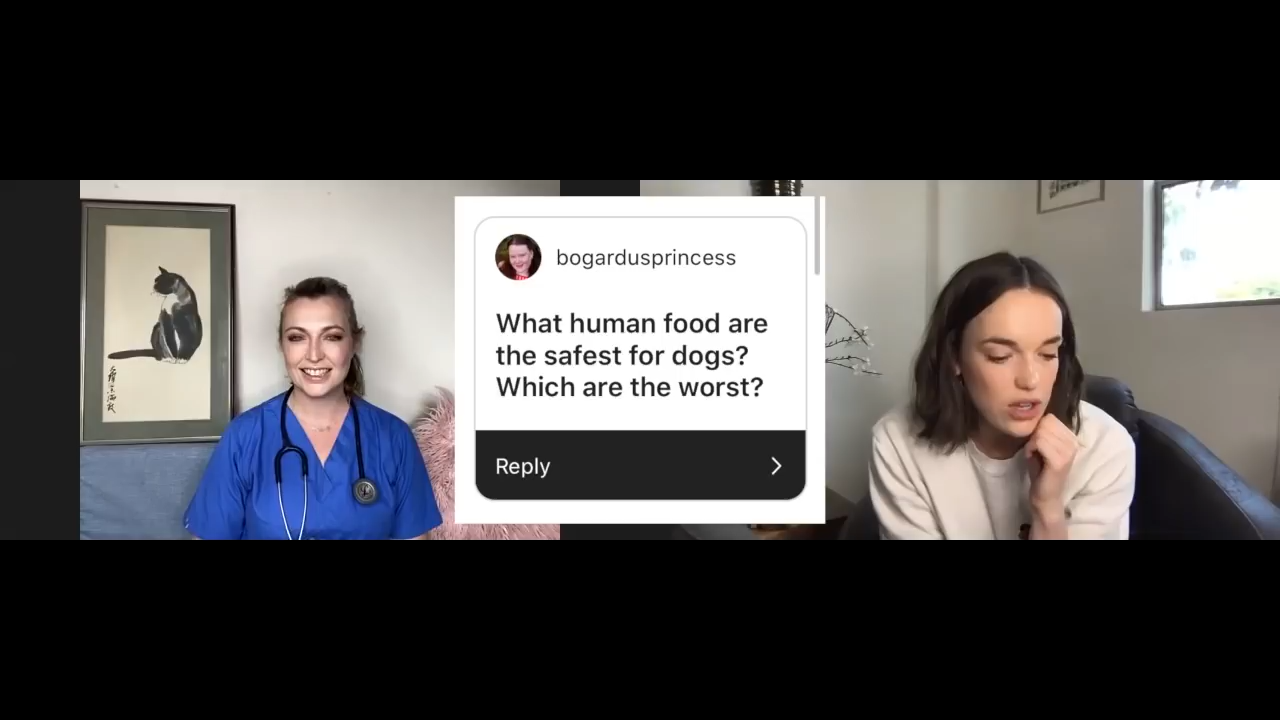 bogardusprincess
What human food are
the safest for dogs?
Which are the worst?
Reply